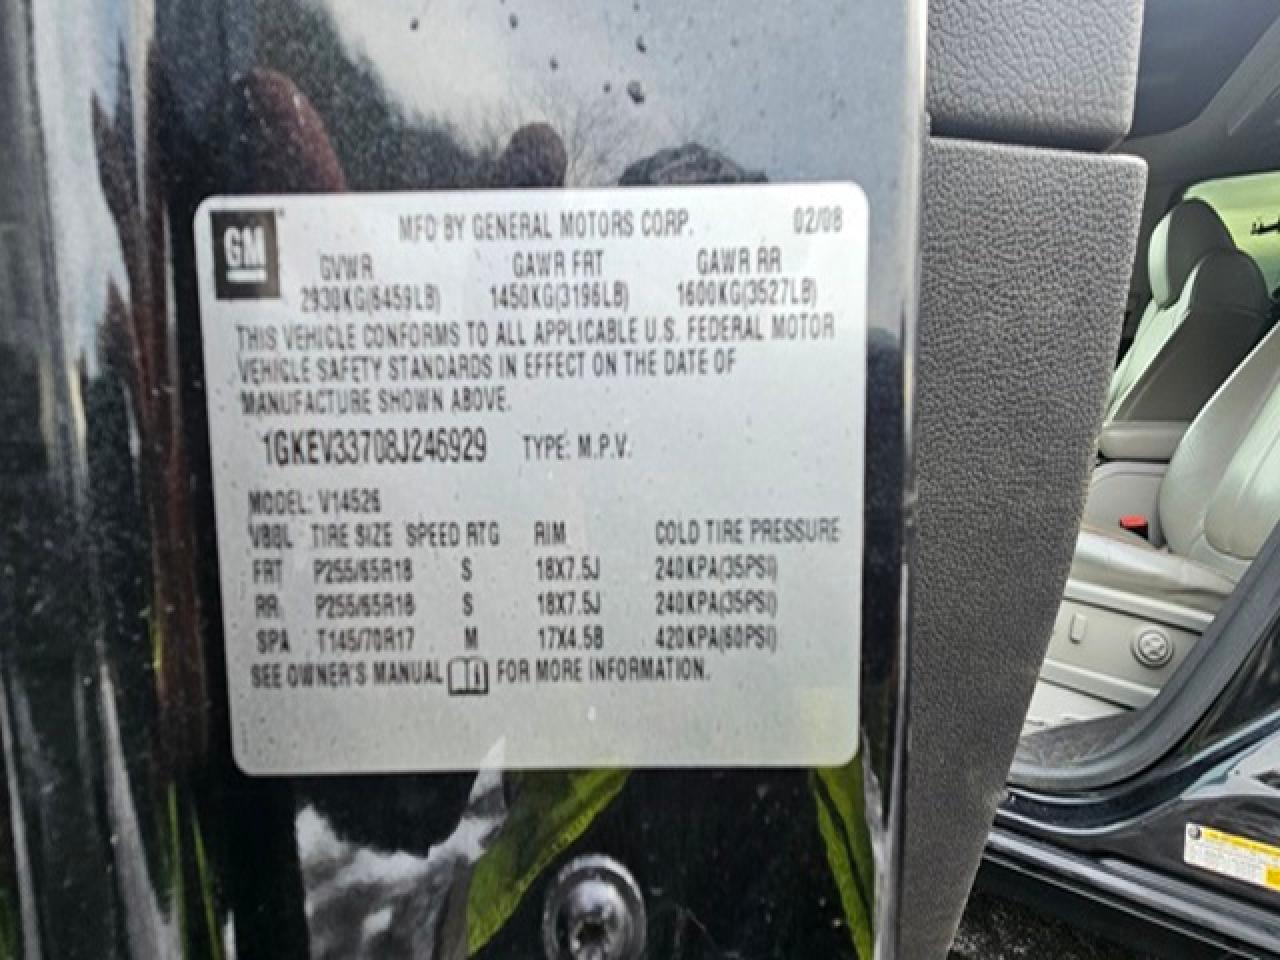 GM MFD BY GENERAL MOTORS CORP. 02/08
GVWR GAWR FRT GAWR RR
2930KG(6459LB) 1450KG(3196LB) 1600KG(3527LB)
THIS VEHICLE CONFORMS TO ALL APPLICABLE U.S. FEDERAL MOTOR
VEHICLE SAFETY STANDARDS IN EFFECT ON THE DATE OF
MANUFACTURE SHOWN ABOVE.
1GKEV33708J246929 TYPE: M.P.V.
MODEL: V14526
TIRE SIZE SPEED RTG RIM COLD TIRE PRESSURE
FRT P255/65R18 S 18X7.5J 240KPA(35PSI)
RR P255/65R18 S 18X7.5J 240KPA(35PSI)
SPA T145/70R17 M 17X4.5B 420KPA(60PSI)
SEE OWNER'S MANUAL FOR MORE INFORMATION.